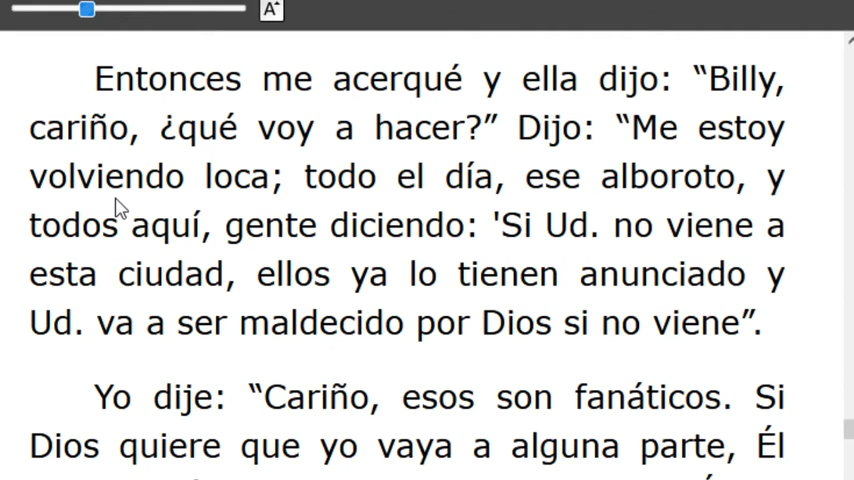 A
Entonces me acerqué y ella dijo: “Billy,
cariño, ¿qué voy a hacer?” Dijo: “Me estoy
volviendo loca; todo el día, ese alboroto, y
todos aquí, gente diciendo: 'Si Ud. no viene a
esta ciudad, ellos ya lo tienen anunciado y
Ud. va a ser maldecido por Dios si no viene”.
Yo dije: “Cariño, esos son fanáticos. Si
Dios quiere que yo vaya a alguna parte, Él